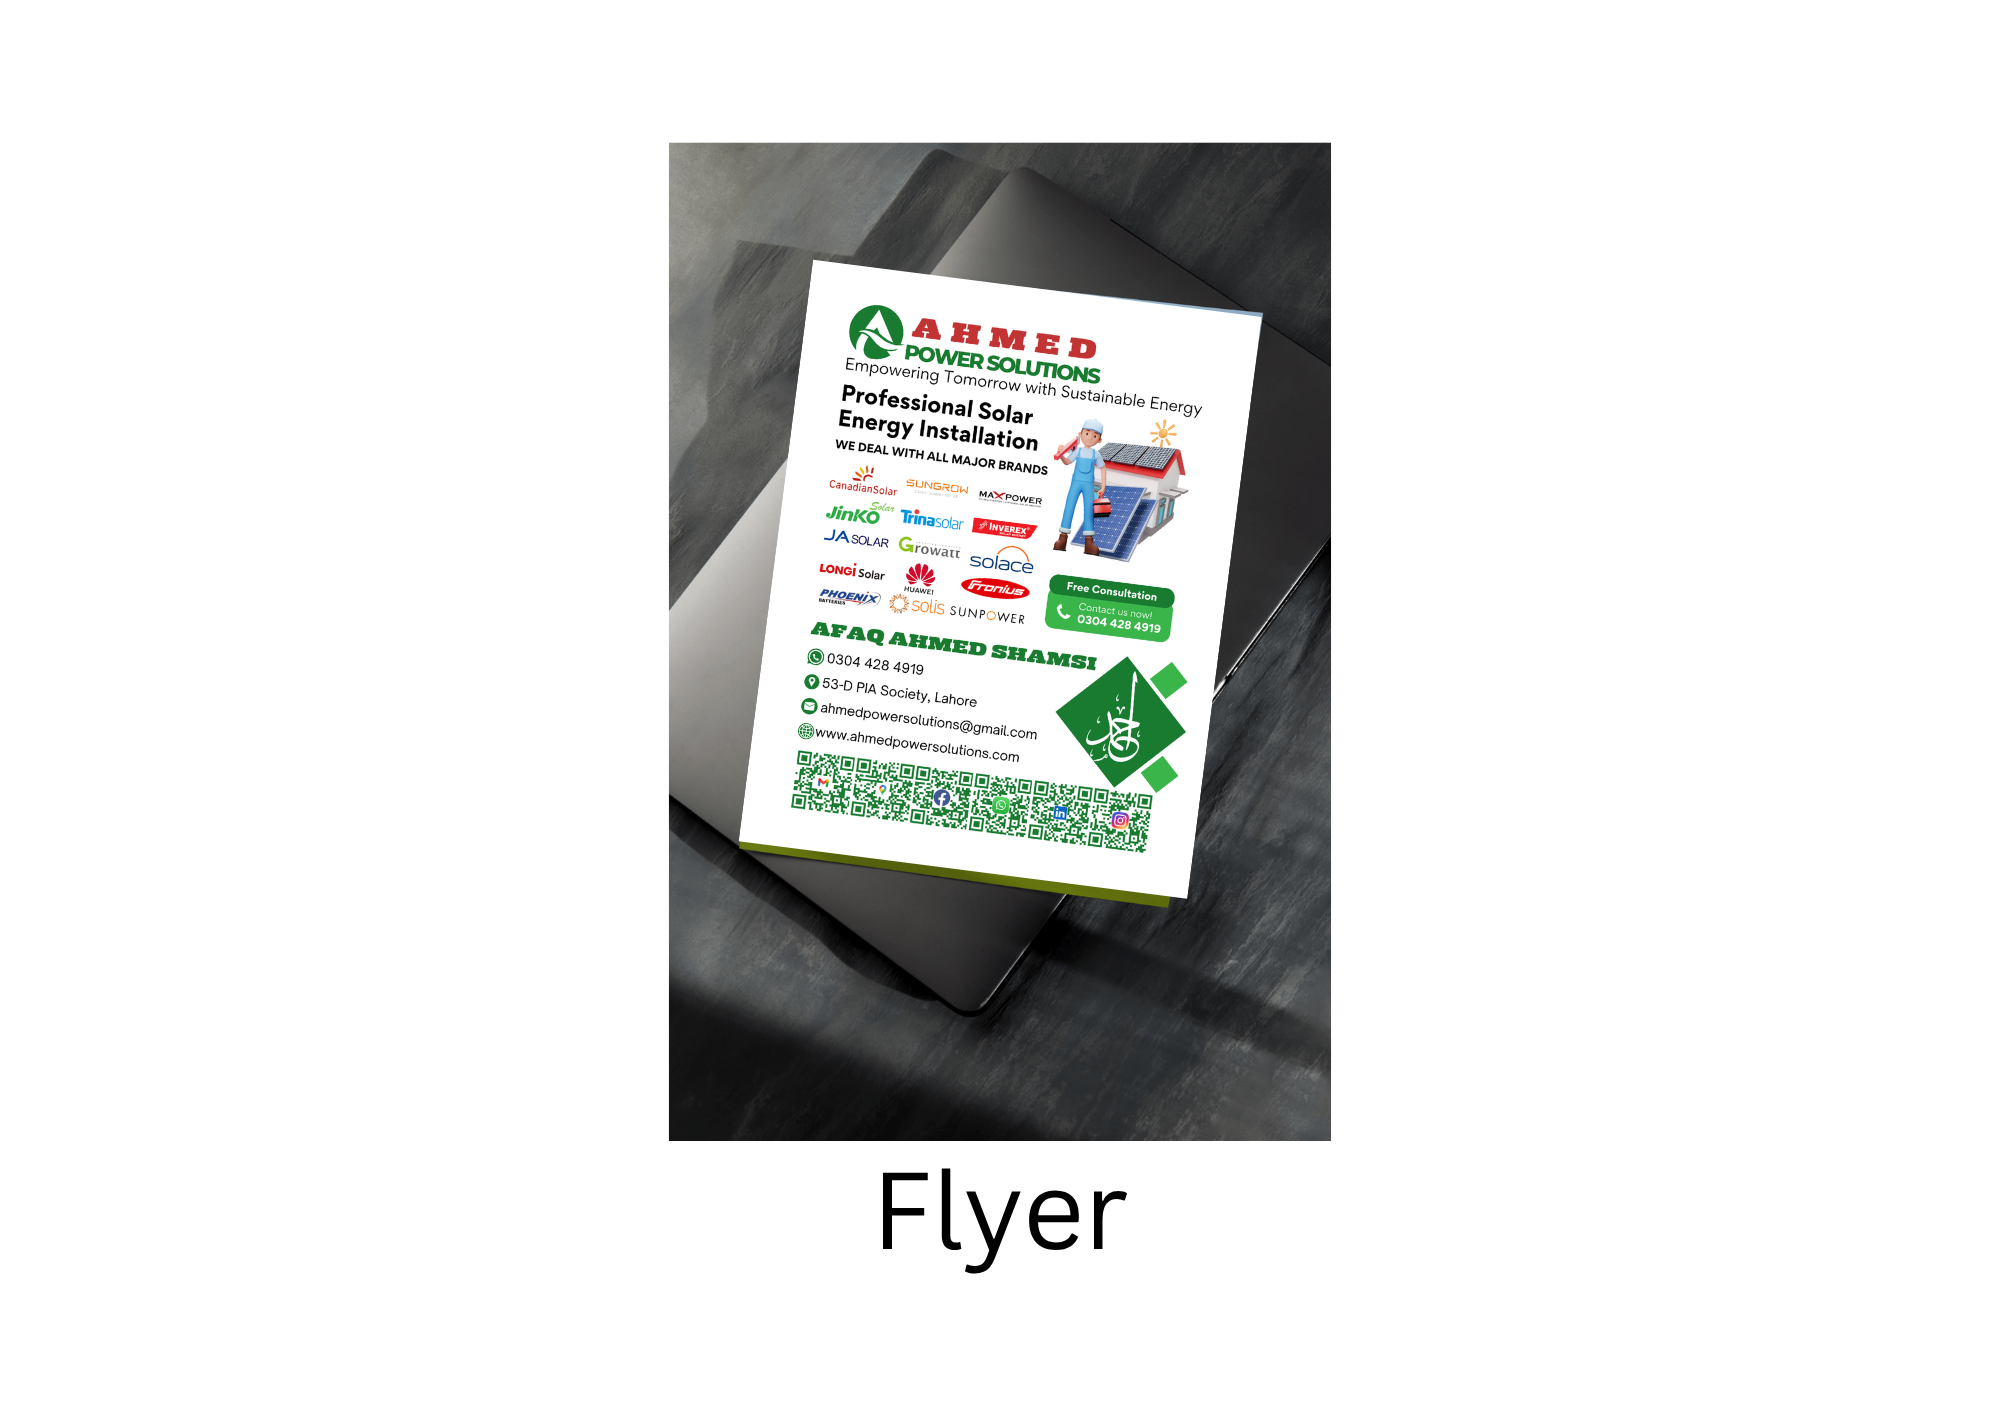 AHMED
POWER SOLUTIONS
Empowering Tomorrow with Sustainable Energy
Professional Solar
Energy Installation
WE DEAL WITH ALL MAJOR BRANDS
CanadianSolar
SUNGROW
MAXPOWER
JinKO Solar
Trinasolar
INVEREX
JA SOLAR
Growatt
solace
LONGi Solar
HUAWEI
Fronius
PHOENIX
BATTERIES
solis
SUNPOWER
Free Consultation
Contact us now!
0304 428 4919
AFAQ AHMED SHAMSI
0304 428 4919
53-D PIA Society, Lahore
ahmedpowersolutions@gmail.com
www.ahmedpowersolutions.com
احمد
in
Flyer